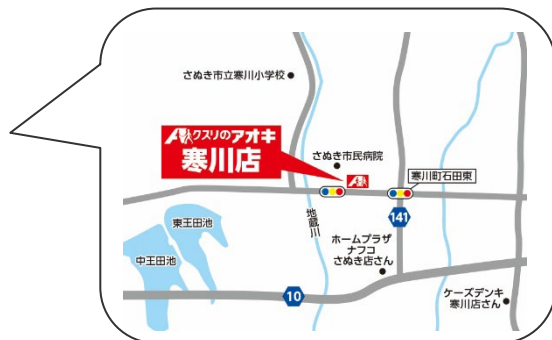 さぬき市立寒川小学校
クスリのアオキ
寒川店
さぬき市民病院
寒川町石田東
141
地蔵川
東王田池
中王田池
ホームプラザ
ナフコ
さぬき店さん
10
ケーズデンキ
寒川店さん